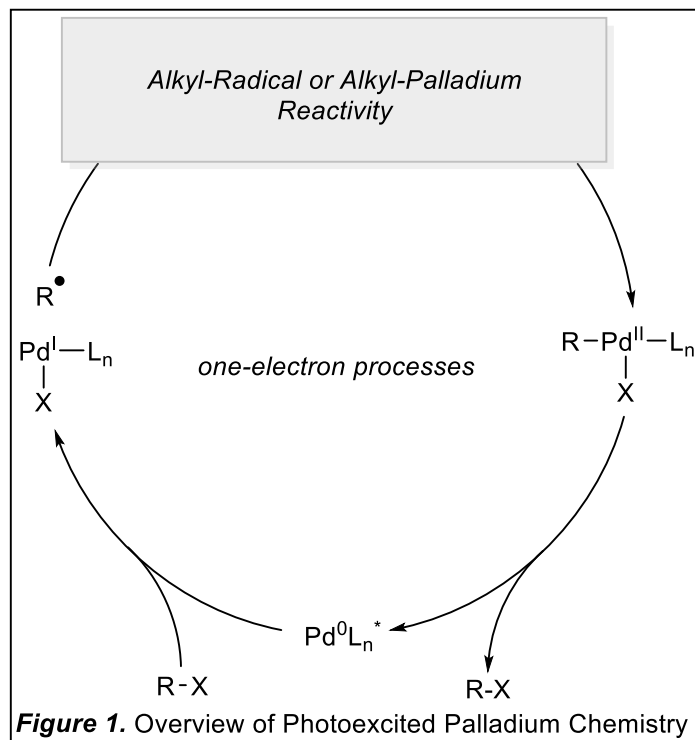 Alkyl-Radical or Alkyl-Palladium
Reactivity
R•
Pd^I—L_n
X
one-electron processes
R–Pd^II—L_n
X
Pd^0L_n^*
R-X
R-X
Figure 1. Overview of Photoexcited Palladium Chemistry